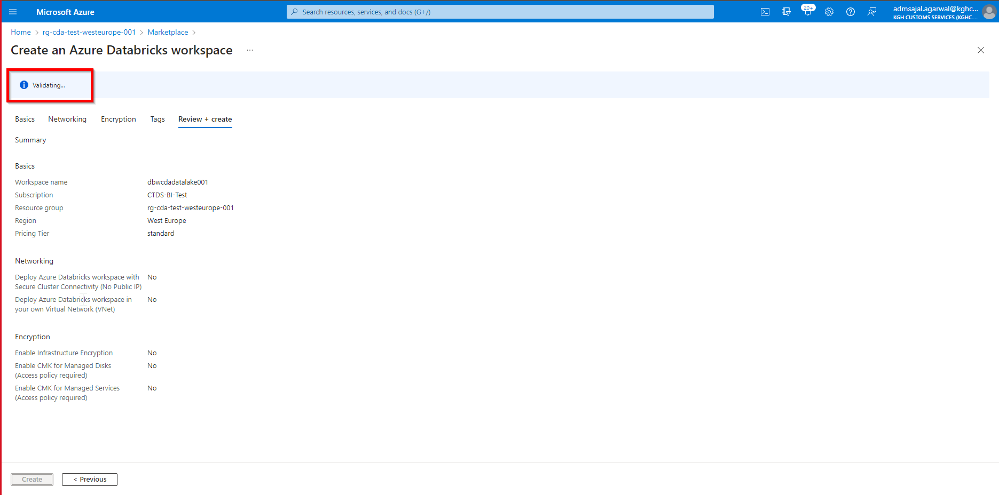 Microsoft Azure
Search resources, services, and docs (G+/)
20+
admsajal.agarwal@kghc...
KGH CUSTOMS SERVICES (KGHC....
Home > rg-cda-test-westeurope-001 > Marketplace >
Create an Azure Databricks workspace ...
Validating...
Basics Networking Encryption Tags Review + create
Summary
Basics
Workspace name dbwcdadatalake001
Subscription CTDS-BI-Test
Resource group rg-cda-test-westeurope-001
Region West Europe
Pricing Tier standard
Networking
Deploy Azure Databricks workspace with No
Secure Cluster Connectivity (No Public IP)
Deploy Azure Databricks workspace in No
your own Virtual Network (VNet)
Encryption
Enable Infrastructure Encryption No
Enable CMK for Managed Disks No
(Access policy required)
Enable CMK for Managed Services No
(Access policy required)
Create < Previous